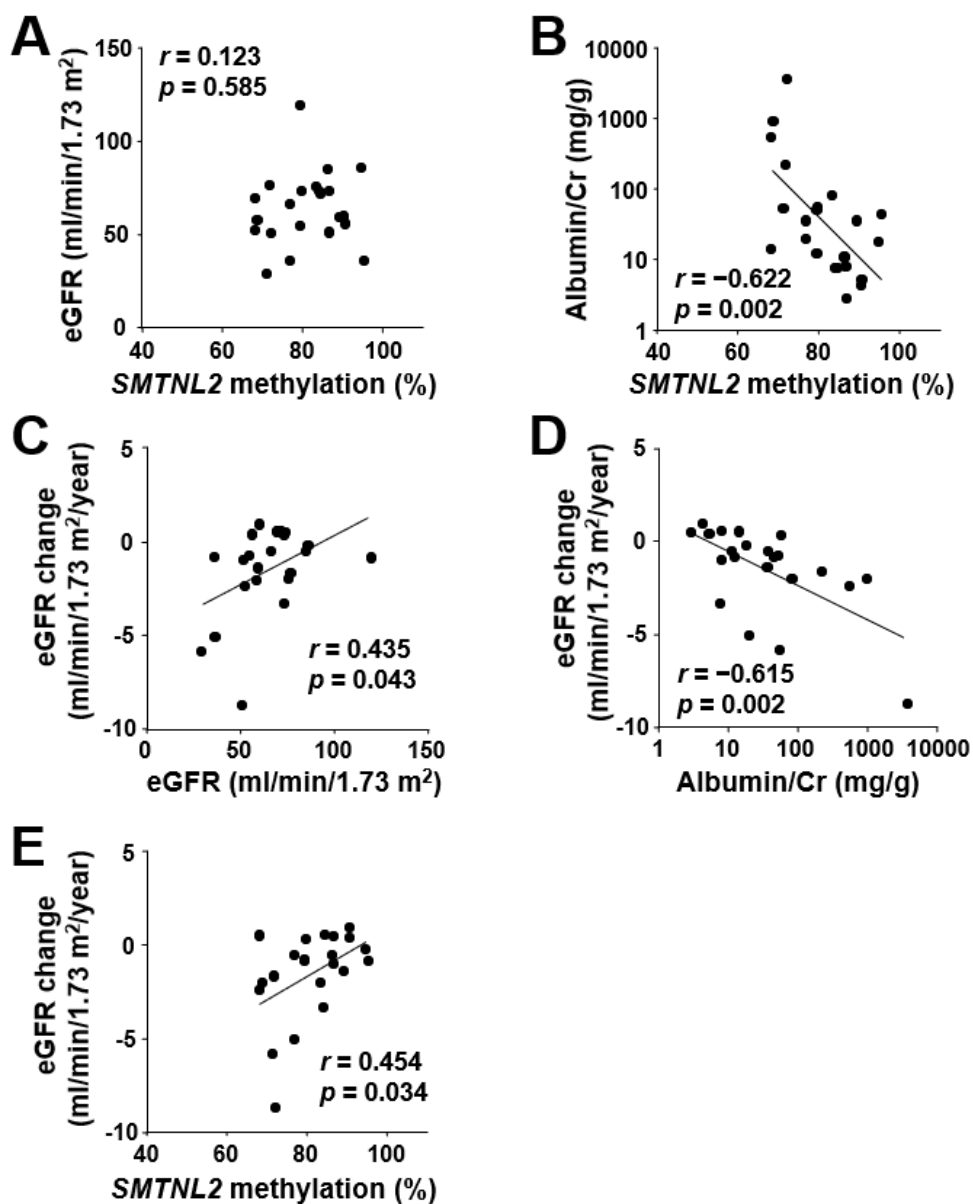 A
eGFR (ml/min/1.73 m²)
150
100
50
0
r = 0.123
p = 0.585
40 60 80 100
SMTNL2 methylation (%)
B
Albumin/Cr (mg/g)
10000
1000
100
10
1
r = −0.622
p = 0.002
40 60 80 100
SMTNL2 methylation (%)
C
eGFR change
(ml/min/1.73 m²/year)
5
0
-5
-10
r = 0.435
p = 0.043
0 50 100 150
eGFR (ml/min/1.73 m²)
D
eGFR change
(ml/min/1.73 m²/year)
5
0
-5
-10
r = −0.615
p = 0.002
1 10 100 1000 10000
Albumin/Cr (mg/g)
E
eGFR change
(ml/min/1.73 m²/year)
5
0
-5
-10
r = 0.454
p = 0.034
40 60 80 100
SMTNL2 methylation (%)